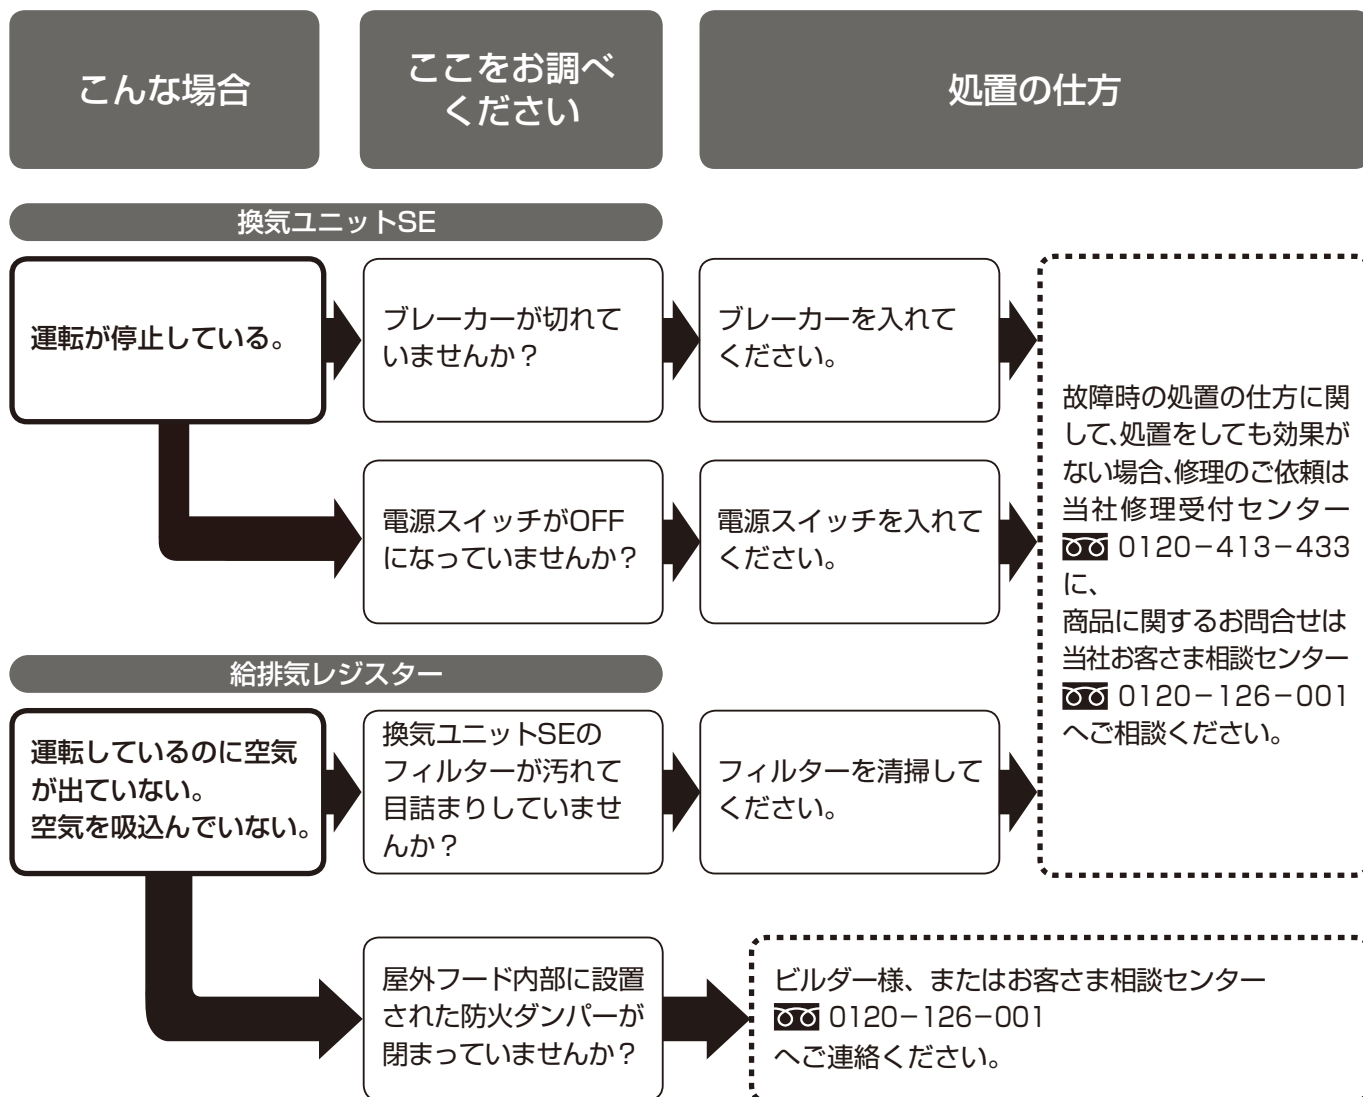 こんな場合
ここをお調べ
ください
処置の仕方
換気ユニットSE
運転が停止している。
ブレーカーが切れて
いませんか？
ブレーカーを入れて
ください。
電源スイッチがOFF
になっていませんか？
電源スイッチを入れて
ください。
故障時の処置の仕方に関
して、処置をしても効果が
ない場合、修理のご依頼は
当社修理受付センター
0120−413−433
に、
商品に関するお問合せは
当社お客さま相談センター
0120−126−001
へご相談ください。
給排気レジスター
運転しているのに空気
が出ていない。
空気を吸込んでいない。
換気ユニットSEの
フィルターが汚れて
目詰まりしていませ
んか？
フィルターを清掃して
ください。
屋外フード内部に設置
された防火ダンパーが
閉まっていませんか？
ビルダー様、またはお客さま相談センター
0120−126−001
へご連絡ください。